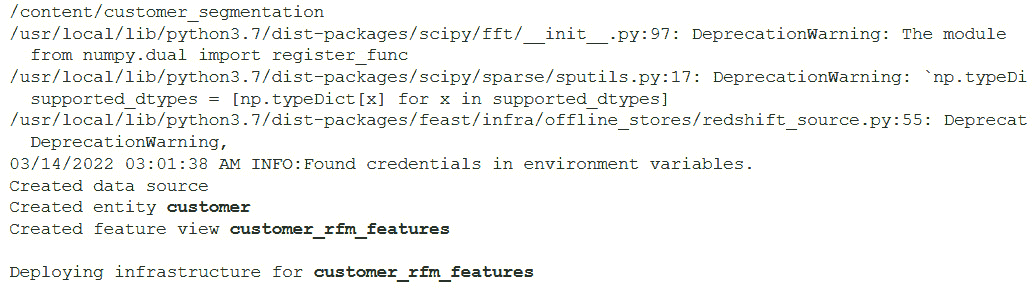 /content/customer_segmentation
/usr/local/lib/python3.7/dist-packages/scipy/fft/__init__.py:97: DeprecationWarning: The module
from numpy.dual import register_func
/usr/local/lib/python3.7/dist-packages/scipy/sparse/sputils.py:17: DeprecationWarning: `np.typeDi
supported_dtypes = [np.typeDict[x] for x in supported_dtypes]
/usr/local/lib/python3.7/dist-packages/feast/infra/offline_stores/redshift_source.py:55: Deprecat
DeprecationWarning,
03/14/2022 03:01:38 AM INFO:Found credentials in environment variables.
Created data source
Created entity customer
Created feature view customer_rfm_features
Deploying infrastructure for customer_rfm_features